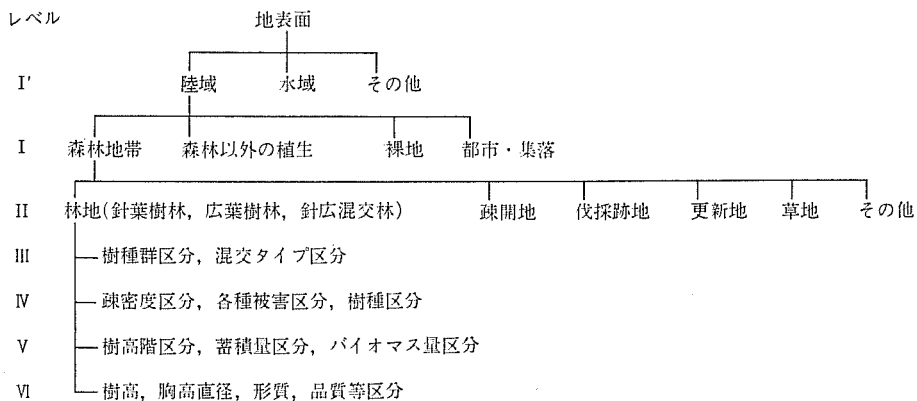 レベル 地表面
I' 陸域 水域 その他
I 森林地帯 森林以外の植生 裸地 都市・集落
II 林地(針葉樹林, 広葉樹林, 針広混交林) 疎開地 伐採跡地 更新地 草地 その他
III 樹種群区分, 混交タイプ区分
IV 疎密度区分, 各種被害区分, 樹種区分
V 樹高階区分, 蓄積量区分, バイオマス量区分
VI 樹高, 胸高直径, 形質, 品質等区分